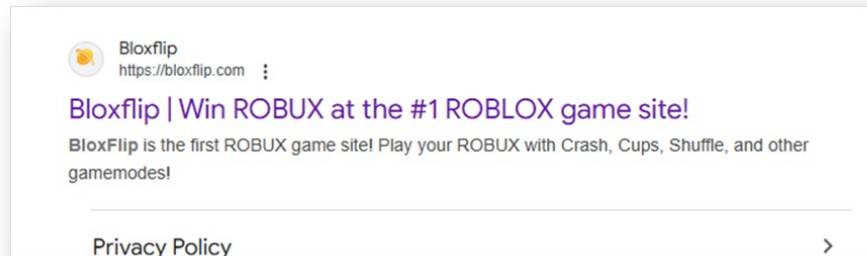 Bloxflip
https://bloxflip.com
Bloxflip | Win ROBUX at the #1 ROBLOX game site!
BloxFlip is the first ROBUX game site! Play your ROBUX with Crash, Cups, Shuffle, and other
gamemodes!
Privacy Policy